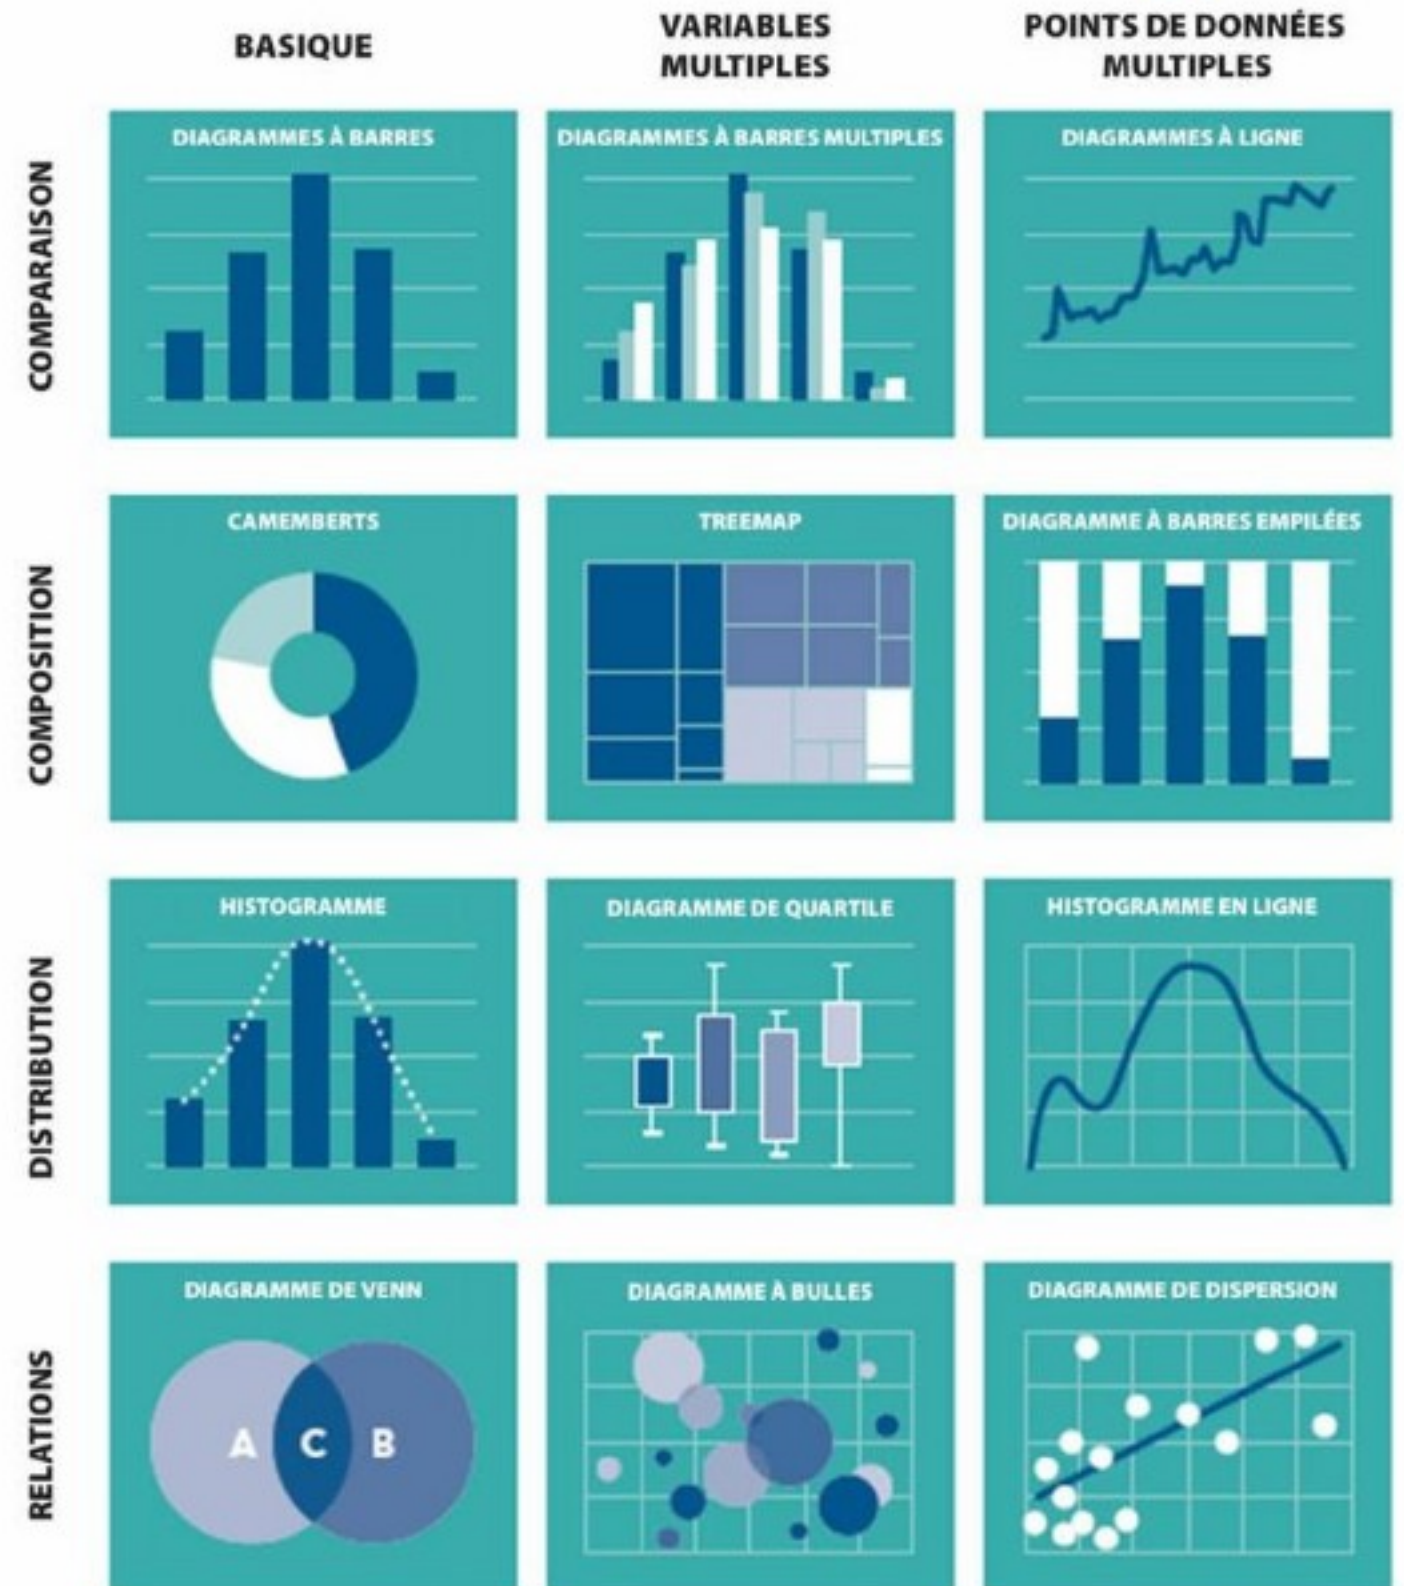 BASIQUE
VARIABLES
MULTIPLES
POINTS DE DONNÉES
MULTIPLES
COMPARAISON
DIAGRAMMES À BARRES
DIAGRAMMES À BARRES MULTIPLES
DIAGRAMMES À LIGNE
COMPOSITION
CAMEMBERTS
TREEMAP
DIAGRAMME À BARRES EMPILÉES
DISTRIBUTION
HISTOGRAMME
DIAGRAMME DE QUARTILE
HISTOGRAMME EN LIGNE
RELATIONS
DIAGRAMME DE VENN
A C B
DIAGRAMME À BULLES
DIAGRAMME DE DISPERSION